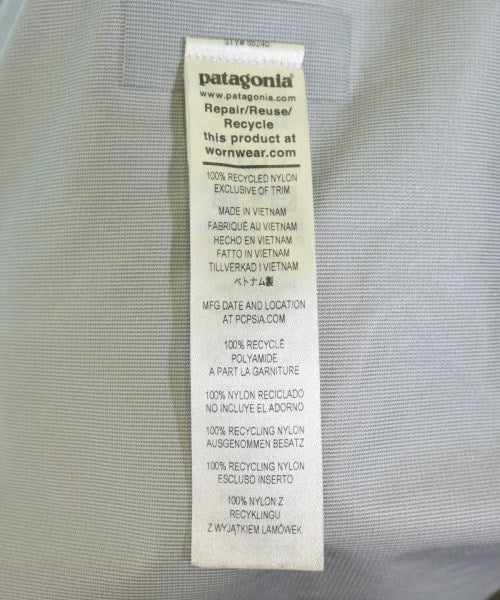 patagonia®
www.patagonia.com
Repair/Reuse/
Recycle
this product at
wornwear.com
100% RECYCLED NYLON
EXCLUSIVE OF TRIM
MADE IN VIETNAM
FABRIQUÉ AU VIETNAM
HECHO EN VIETNAM
FATTO IN VIETNAM
TILLVERKAD I VIETNAM
ベトナム製
MFG DATE AND LOCATION
AT PCPSIA.COM
100% RECYCLÉ
POLYAMIDE
A PART LA GARNITURE
100% NYLON RECICLADO
NO INCLUYE EL ADORNO
100% RECYCLING NYLON
AUSGENOMMEN BESATZ
100% RECYCLING NYLON
ESCLUSO INSERTO
100% NYLON Z
RECYKLINGU
Z WYJĄTKIEM LAMÓWEK